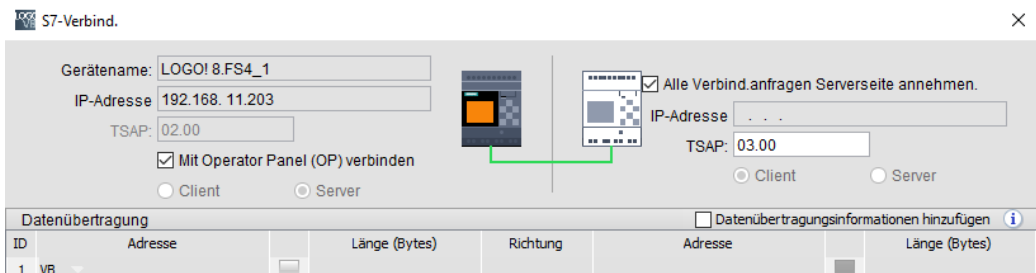 S7-Verbind.
Gerätename: LOGO! 8.FS4_1
IP-Adresse 192.168. 11.203
TSAP: 02.00
Mit Operator Panel (OP) verbinden
Client Server
Alle Verbind.anfragen Serverseite annehmen.
IP-Adresse . . .
TSAP: 03.00
Client Server
Datenübertragung Datenübertragungsinformationen hinzufügen i
ID Adresse Länge (Bytes) Richtung Adresse Länge (Bytes)
1 VB